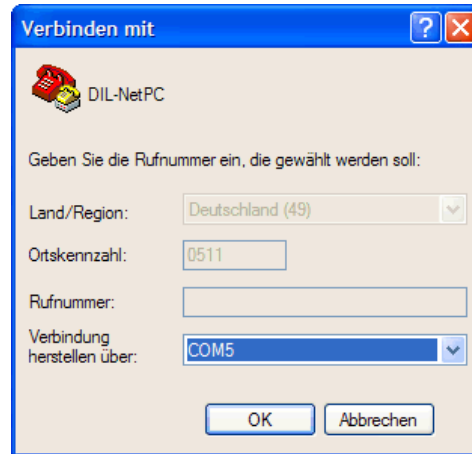 Verbinden mit
DIL-NetPC
Geben Sie die Rufnummer ein, die gewählt werden soll:
Land/Region: Deutschland (49)
Ortskennzahl: 0511
Rufnummer:
Verbindung
herstellen über: COM5
OK Abbrechen